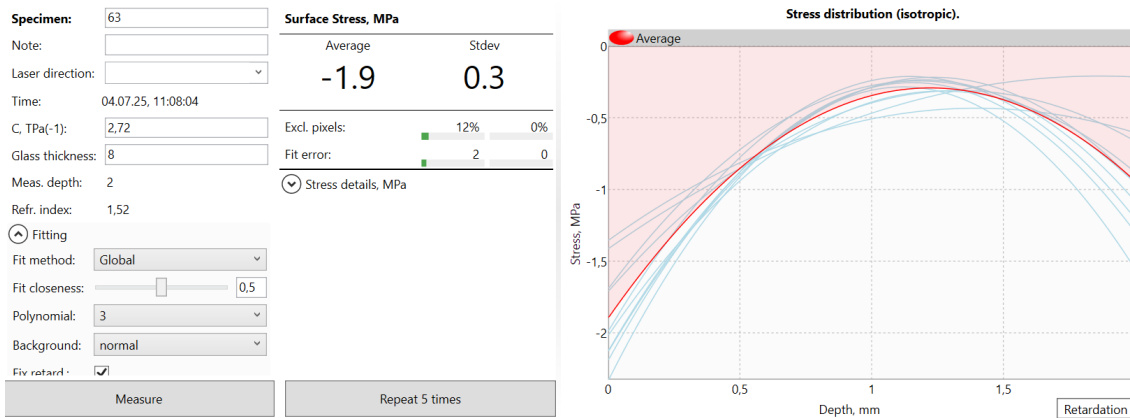 Specimen: 63
Note:
Laser direction:
Time: 04.07.25, 11:08:04
C, TPa(-1): 2,72
Glass thickness: 8
Meas. depth: 2
Refr. index: 1,52
Fitting
Fit method: Global
Fit closeness: 0,5
Polynomial: 3
Background: normal
Fix retard.:
Measure
Surface Stress, MPa
Average Stdev
-1.9 0.3
Excl. pixels: 12% 0%
Fit error: 2 0
Stress details, MPa
Repeat 5 times
Stress distribution (isotropic).
Average
0
-0,5
-1
-1,5
-2
Stress, MPa
0 0,5 1 1,5
Depth, mm
Retardation